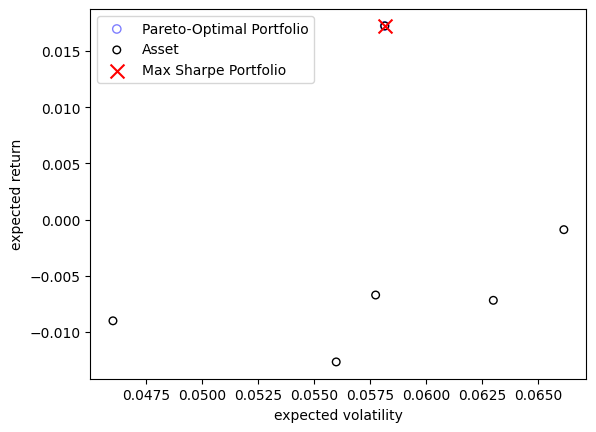 Pareto-Optimal Portfolio
Asset
Max Sharpe Portfolio
0.015
0.010
0.005
0.000
−0.005
−0.010
expected return
0.0475 0.0500 0.0525 0.0550 0.0575 0.0600 0.0625 0.0650
expected volatility